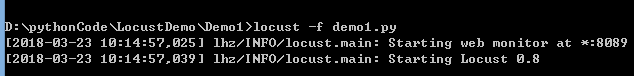 D:\pythonCode\LocustDemo\Demo1>locust -f demo1.py
[2018-03-23 10:14:57,025] lhz/INFO/locust.main: Starting web monitor at *:8089
[2018-03-23 10:14:57,039] lhz/INFO/locust.main: Starting Locust 0.8